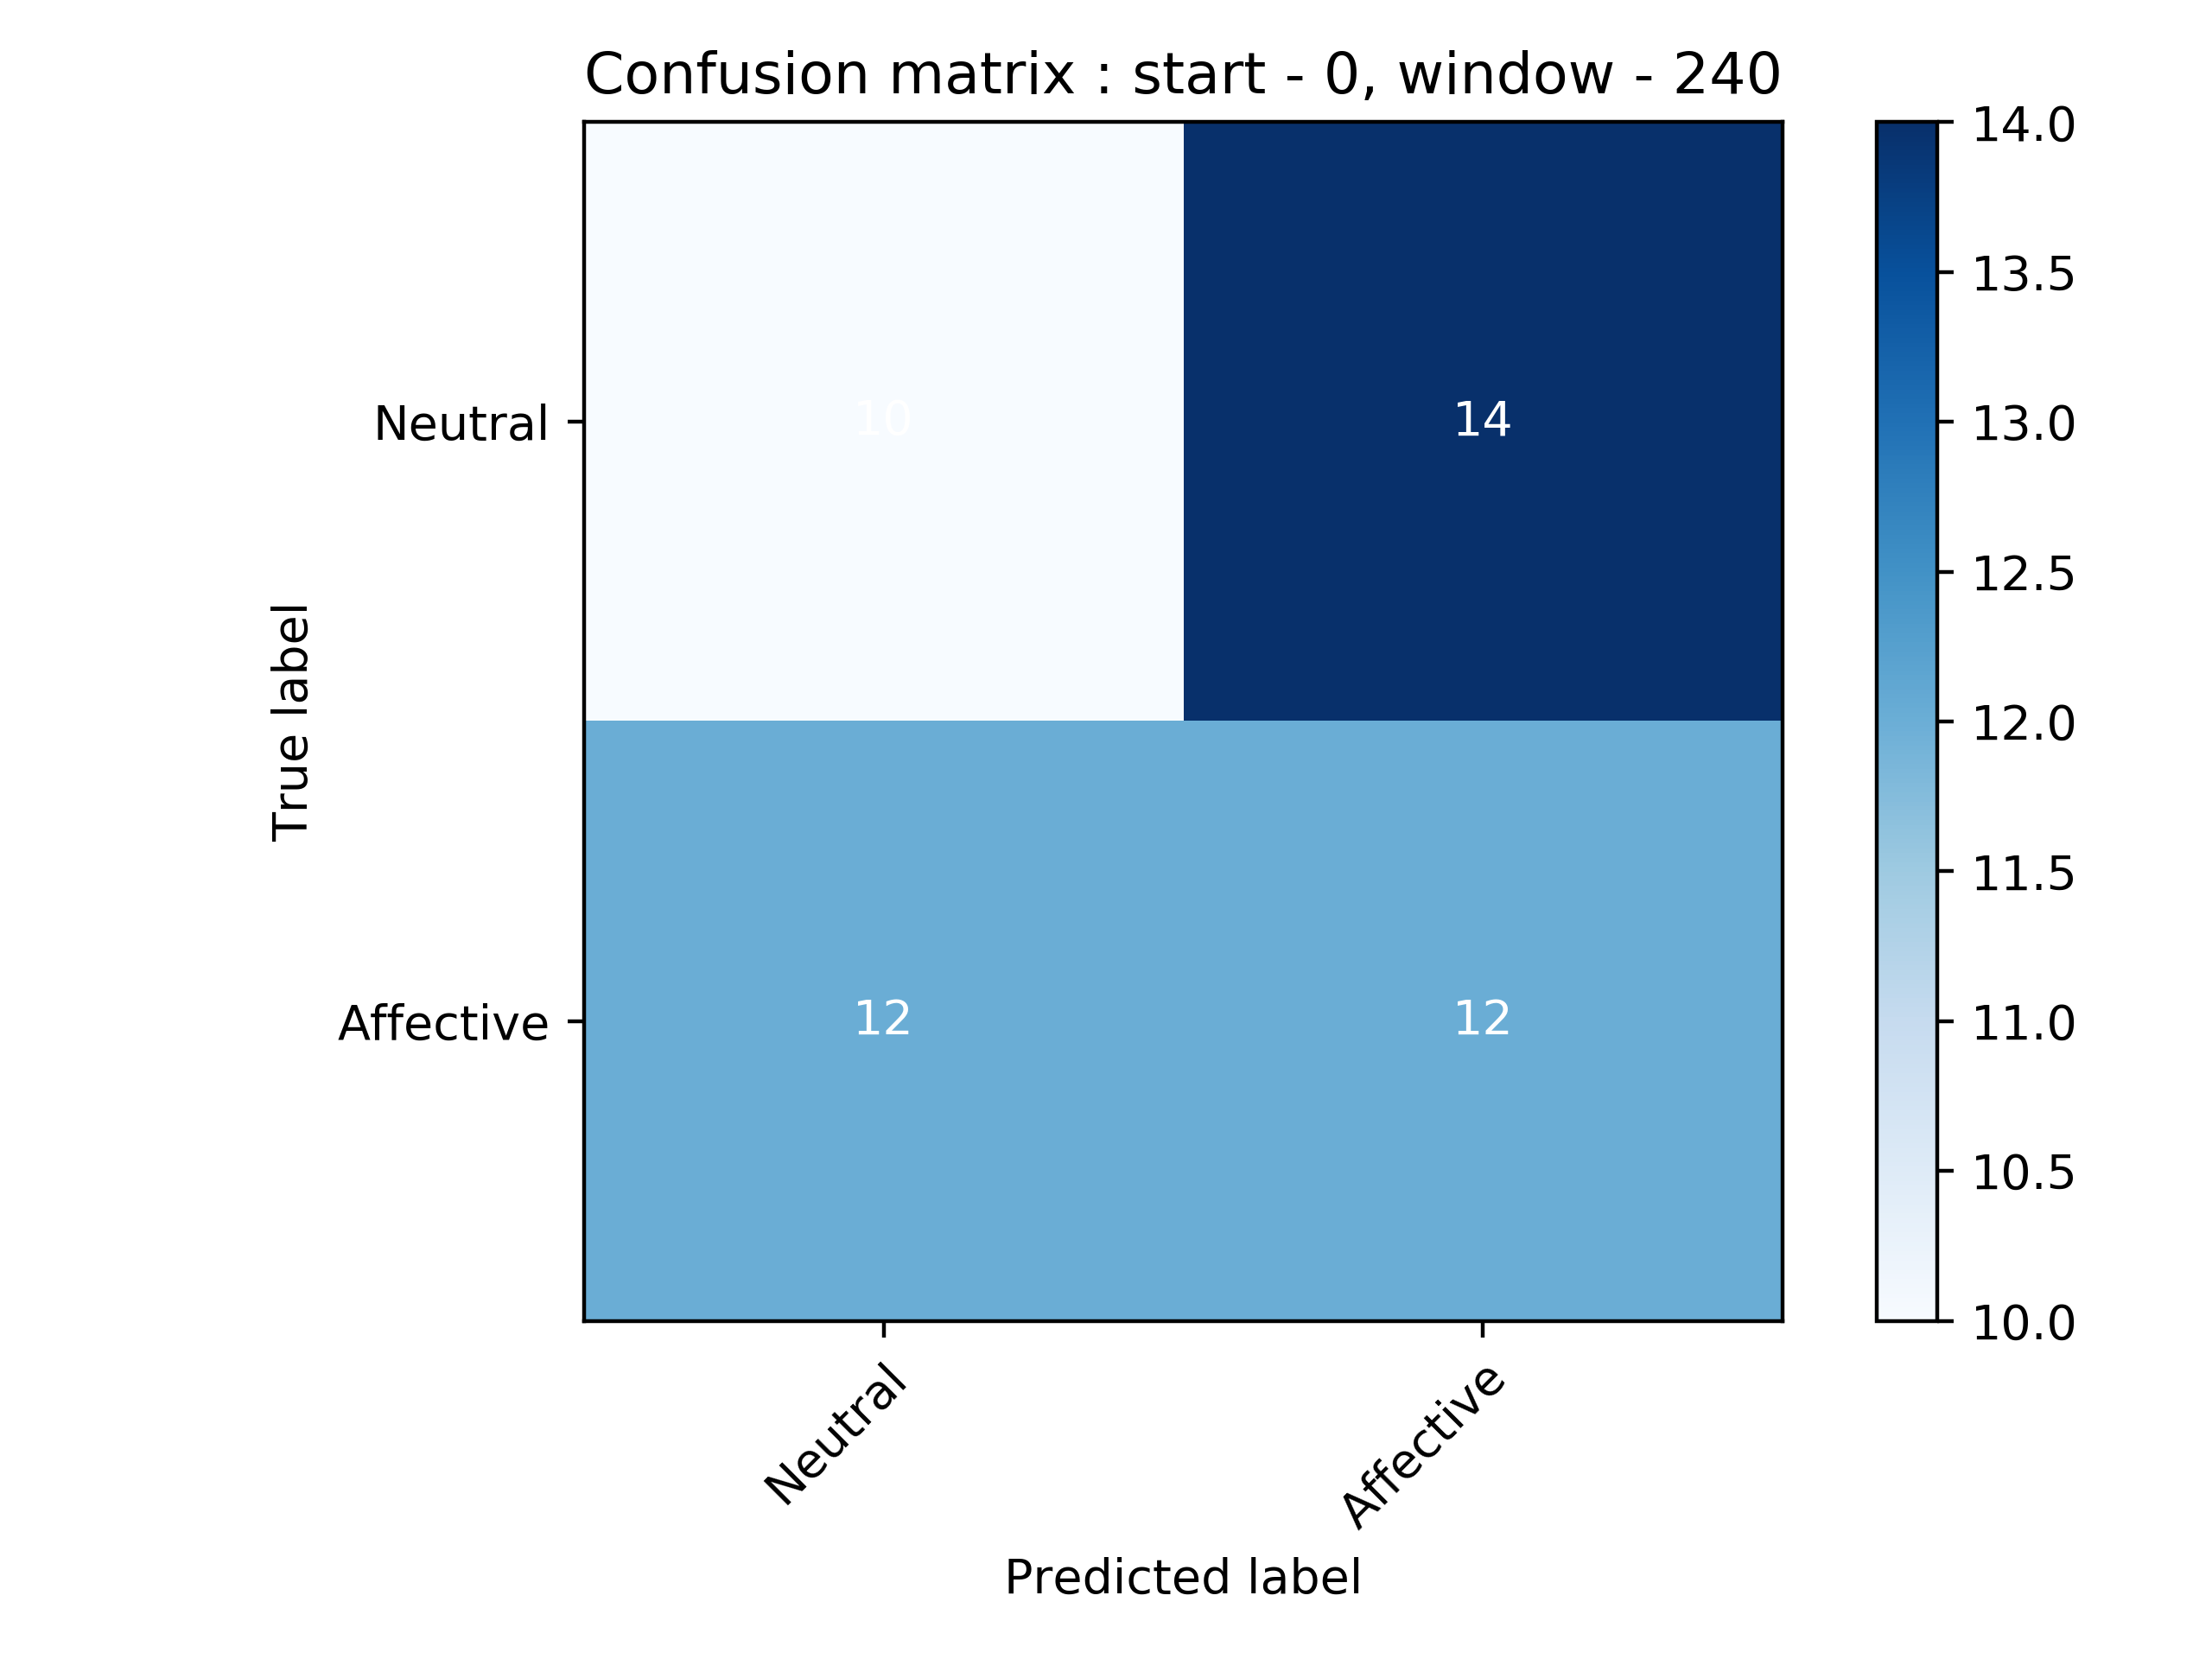 Confusion matrix : start - 0, window - 240
True label
Neutral
10
14
Affective
12
12
Neutral
Affective
Predicted label
14.0
13.5
13.0
12.5
12.0
11.5
11.0
10.5
10.0